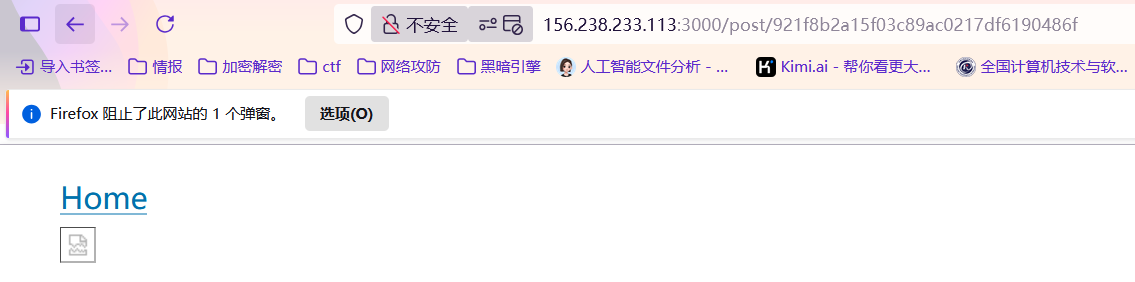 不安全 156.238.233.113:3000/post/921f8b2a15f03c89ac0217df6190486f
导入书签... 情报 加密解密 ctf 网络攻防 黑暗引擎 人工智能文件分析 - ... Kimi.ai - 帮你看更大... 全国计算机技术与软...
Firefox 阻止了此网站的 1 个弹窗。 选项(O)
Home